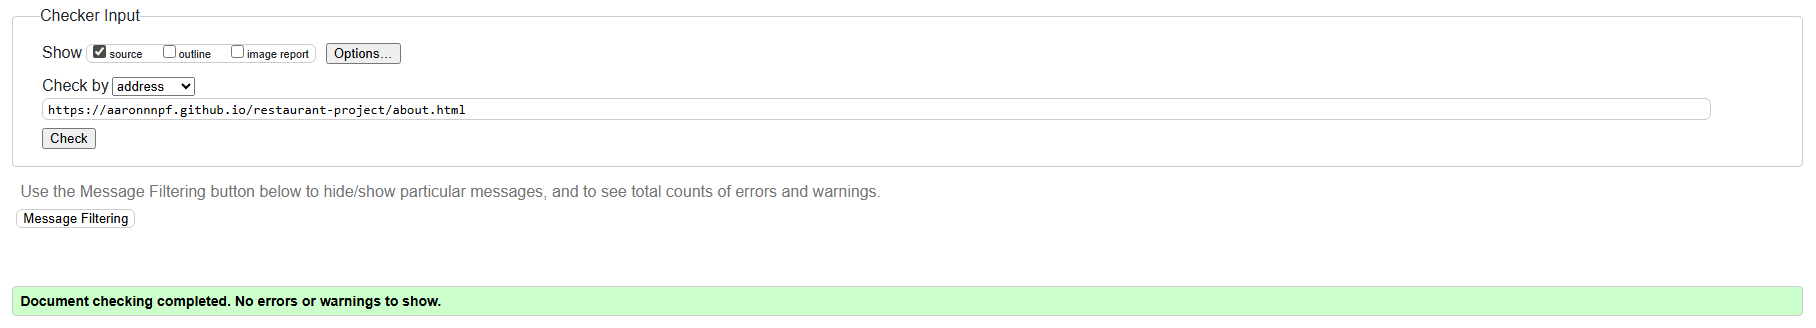 Checker Input
Show source outline image report Options...
Check by address
https://aaronnnpf.github.io/restaurant-project/about.html
Check
Use the Message Filtering button below to hide/show particular messages, and to see total counts of errors and warnings.
Message Filtering
Document checking completed. No errors or warnings to show.